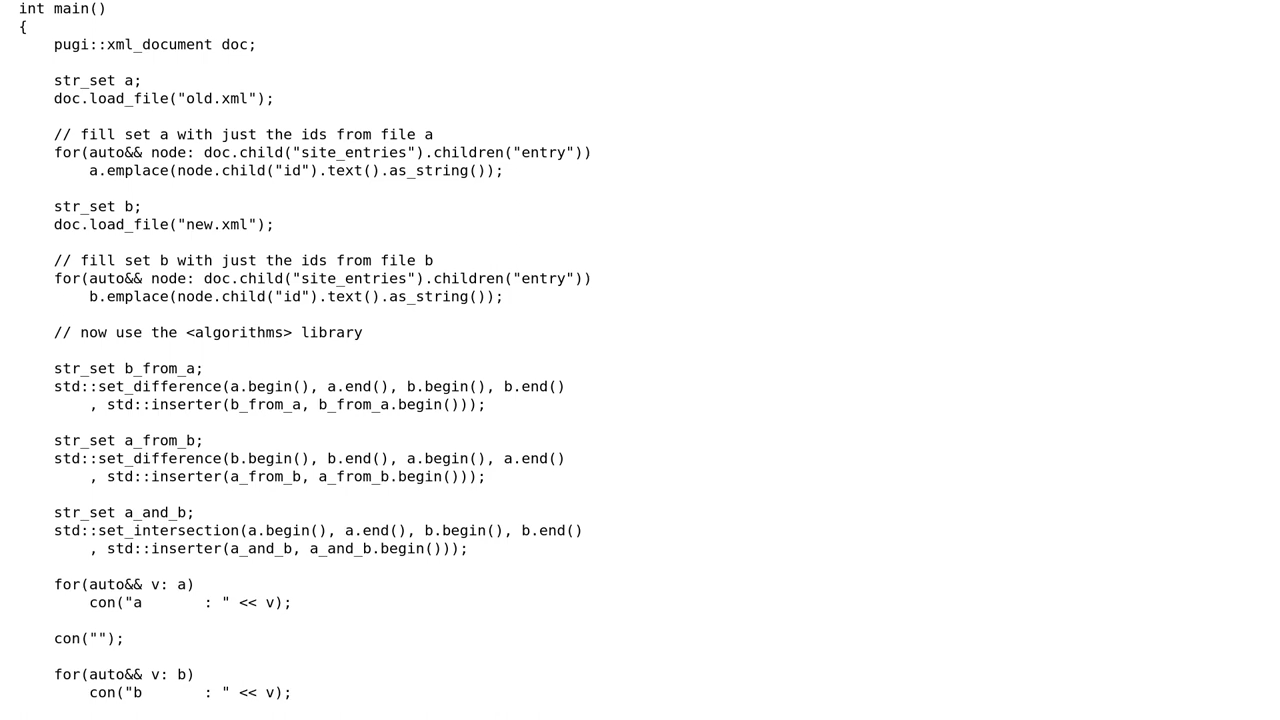 int main()
{
    pugi::xml_document doc;

    str_set a;
    doc.load_file("old.xml");

    // fill set a with just the ids from file a
    for(auto&& node: doc.child("site_entries").children("entry"))
        a.emplace(node.child("id").text().as_string());

    str_set b;
    doc.load_file("new.xml");

    // fill set b with just the ids from file b
    for(auto&& node: doc.child("site_entries").children("entry"))
        b.emplace(node.child("id").text().as_string());

    // now use the <algorithms> library

    str_set b_from_a;
    std::set_difference(a.begin(), a.end(), b.begin(), b.end()
        , std::inserter(b_from_a, b_from_a.begin()));

    str_set a_from_b;
    std::set_difference(b.begin(), b.end(), a.begin(), a.end()
        , std::inserter(a_from_b, a_from_b.begin()));

    str_set a_and_b;
    std::set_intersection(a.begin(), a.end(), b.begin(), b.end()
        , std::inserter(a_and_b, a_and_b.begin()));

    for(auto&& v: a)
        con("a       : " << v);

    con("");

    for(auto&& v: b)
        con("b       : " << v);